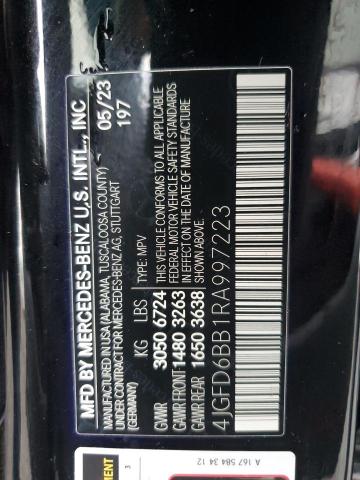 MFD BY MERCEDES-BENZ U.S. INTL., INC
MANUFACTURED IN USA (ALABAMA, TUSCALOOSA COUNTY)
UNDER CONTRACT FOR MERCEDES-BENZ AG, STUTTGART
(GERMANY)
05/23
197
TYPE: MPV
THIS VEHICLE CONFORMS TO ALL APPLICABLE
FEDERAL MOTOR VEHICLE SAFETY STANDARDS
IN EFFECT ON THE DATE OF MANUFACTURE
SHOWN ABOVE.
KG LBS
GVWR 3050 6724
GAWR FRONT 1480 3263
GAWR REAR 1650 3638
4JGFD6BB1RA997223
A 167 584 34 12
3